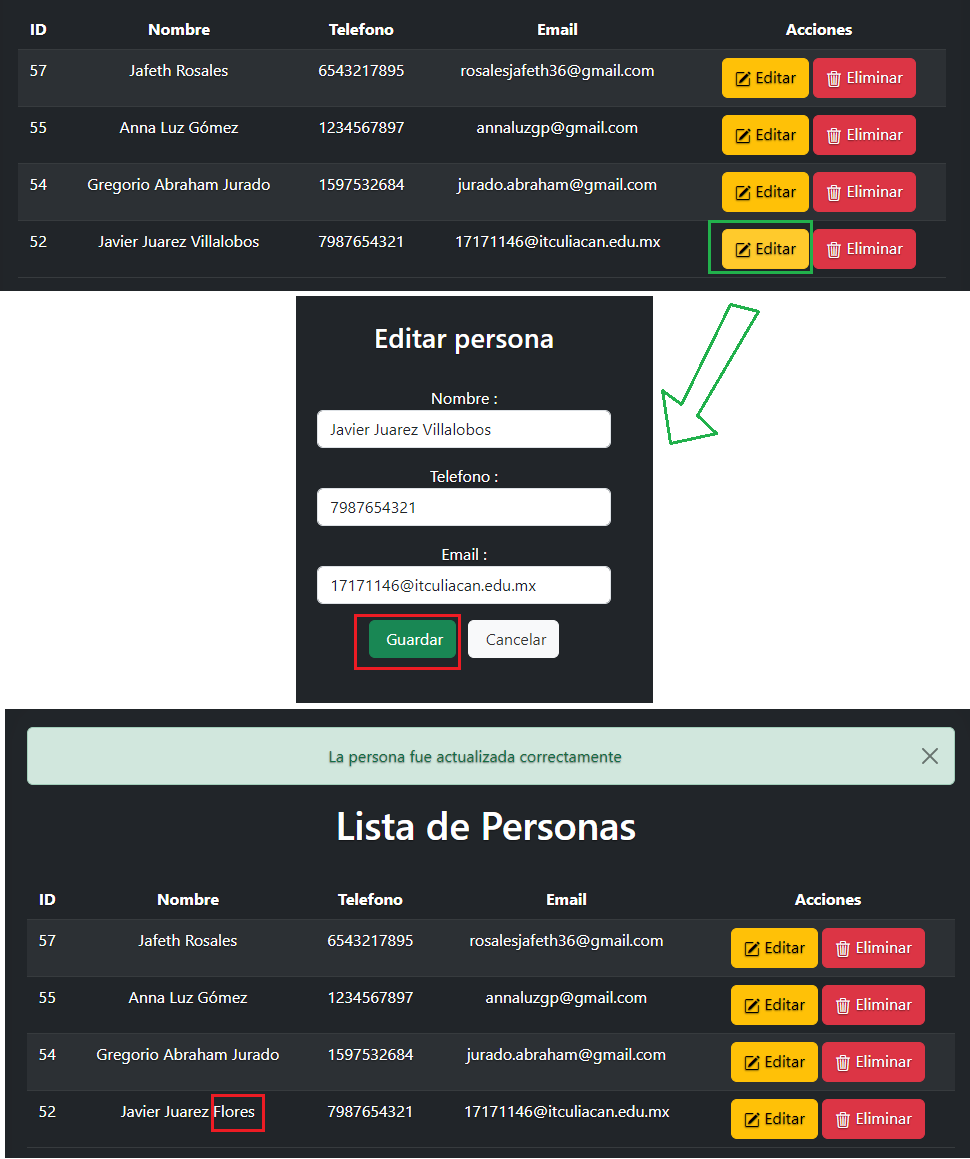 ID Nombre Telefono Email Acciones
57 Jafeth Rosales 6543217895 rosalesjafeth36@gmail.com Editar Eliminar
55 Anna Luz Gómez 1234567897 annaluzgp@gmail.com Editar Eliminar
54 Gregorio Abraham Jurado 1597532684 jurado.abraham@gmail.com Editar Eliminar
52 Javier Juarez Villalobos 7987654321 17171146@itculiacan.edu.mx Editar Eliminar
Editar persona
Nombre :
Javier Juarez Villalobos
Telefono :
7987654321
Email :
17171146@itculiacan.edu.mx
Guardar Cancelar
La persona fue actualizada correctamente
Lista de Personas
ID Nombre Telefono Email Acciones
57 Jafeth Rosales 6543217895 rosalesjafeth36@gmail.com Editar Eliminar
55 Anna Luz Gómez 1234567897 annaluzgp@gmail.com Editar Eliminar
54 Gregorio Abraham Jurado 1597532684 jurado.abraham@gmail.com Editar Eliminar
52 Javier Juarez Flores 7987654321 17171146@itculiacan.edu.mx Editar Eliminar